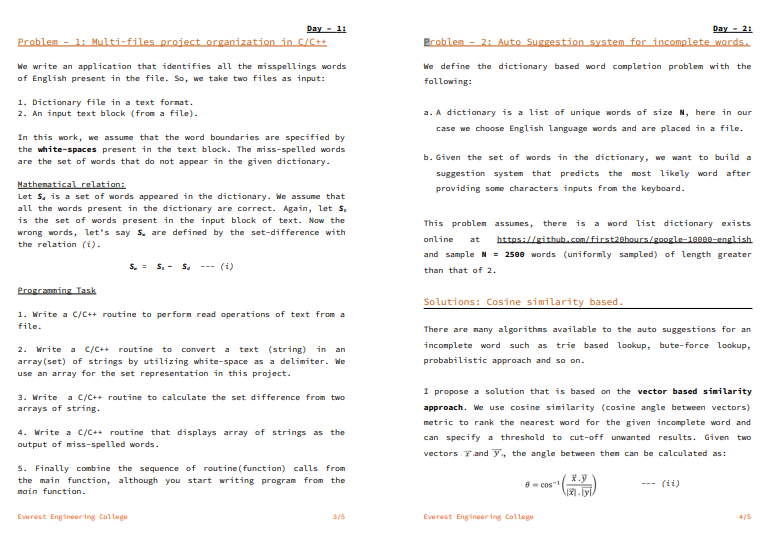 Day – 1:
Problem – 1: Multi-files project organization in C/C++
We write an application that identifies all the misspellings words
of English present in the file. So, we take two files as input:
1. Dictionary file in a text format.
2. An input text block (from a file).
In this work, we assume that the word boundaries are specified by
the white-spaces present in the text block. The miss-spelled words
are the set of words that do not appear in the given dictionary.
Mathematical relation:
Let Sd is a set of words appeared in the dictionary. We assume that
all the words present in the dictionary are correct. Again, let St
is the set of words present in the input block of text. Now the
wrong words, let's say Sw are defined by the set-difference with
the relation (i).
Sw = St – Sd --- (i)
Programming Task
1. Write a C/C++ routine to perform read operations of text from a
file.
2. Write a C/C++ routine to convert a text (string) in an
array(set) of strings by utilizing white-space as a delimiter. We
use an array for the set representation in this project.
3. Write a C/C++ routine to calculate the set difference from two
arrays of string.
4. Write a C/C++ routine that displays array of strings as the
output of miss-spelled words.
5. Finally combine the sequence of routine(function) calls from
the main function, although you start writing program from the
main function.
Everest Engineering College 3/5
Day – 2:
Problem – 2: Auto Suggestion system for incomplete words.
We define the dictionary based word completion problem with the
following:
a. A dictionary is a list of unique words of size N, here in our
case we choose English language words and are placed in a file.
b. Given the set of words in the dictionary, we want to build a
suggestion system that predicts the most likely word after
providing some characters inputs from the keyboard.
This problem assumes, there is a word list dictionary exists
online at https://github.com/first20hours/google-10000-english
and sample N = 2500 words (uniformly sampled) of length greater
than that of 2.
Solutions: Cosine similarity based.
There are many algorithms available to the auto suggestions for an
incomplete word such as trie based lookup, bute-force lookup,
probabilistic approach and so on.
I propose a solution that is based on the vector based similarity
approach. We use cosine similarity (cosine angle between vectors)
metric to rank the nearest word for the given incomplete word and
can specify a threshold to cut-off unwanted results. Given two
vectors x⃗ and y⃗, the angle between them can be calculated as:
θ = cos⁻¹( x⃗ . y⃗ / |x⃗| . |y| ) --- (ii)
Everest Engineering College 4/5